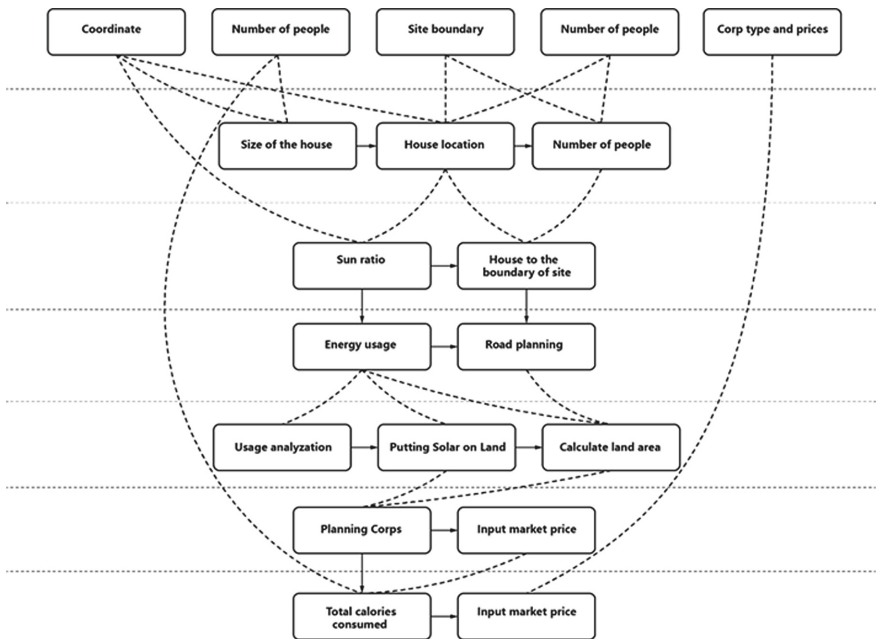 Coordinate
Number of people
Site boundary
Number of people
Corp type and prices
Size of the house
House location
Number of people
Sun ratio
House to the
boundary of site
Energy usage
Road planning
Usage analyzation
Putting Solar on Land
Calculate land area
Planning Corps
Input market price
Total calories
consumed
Input market price